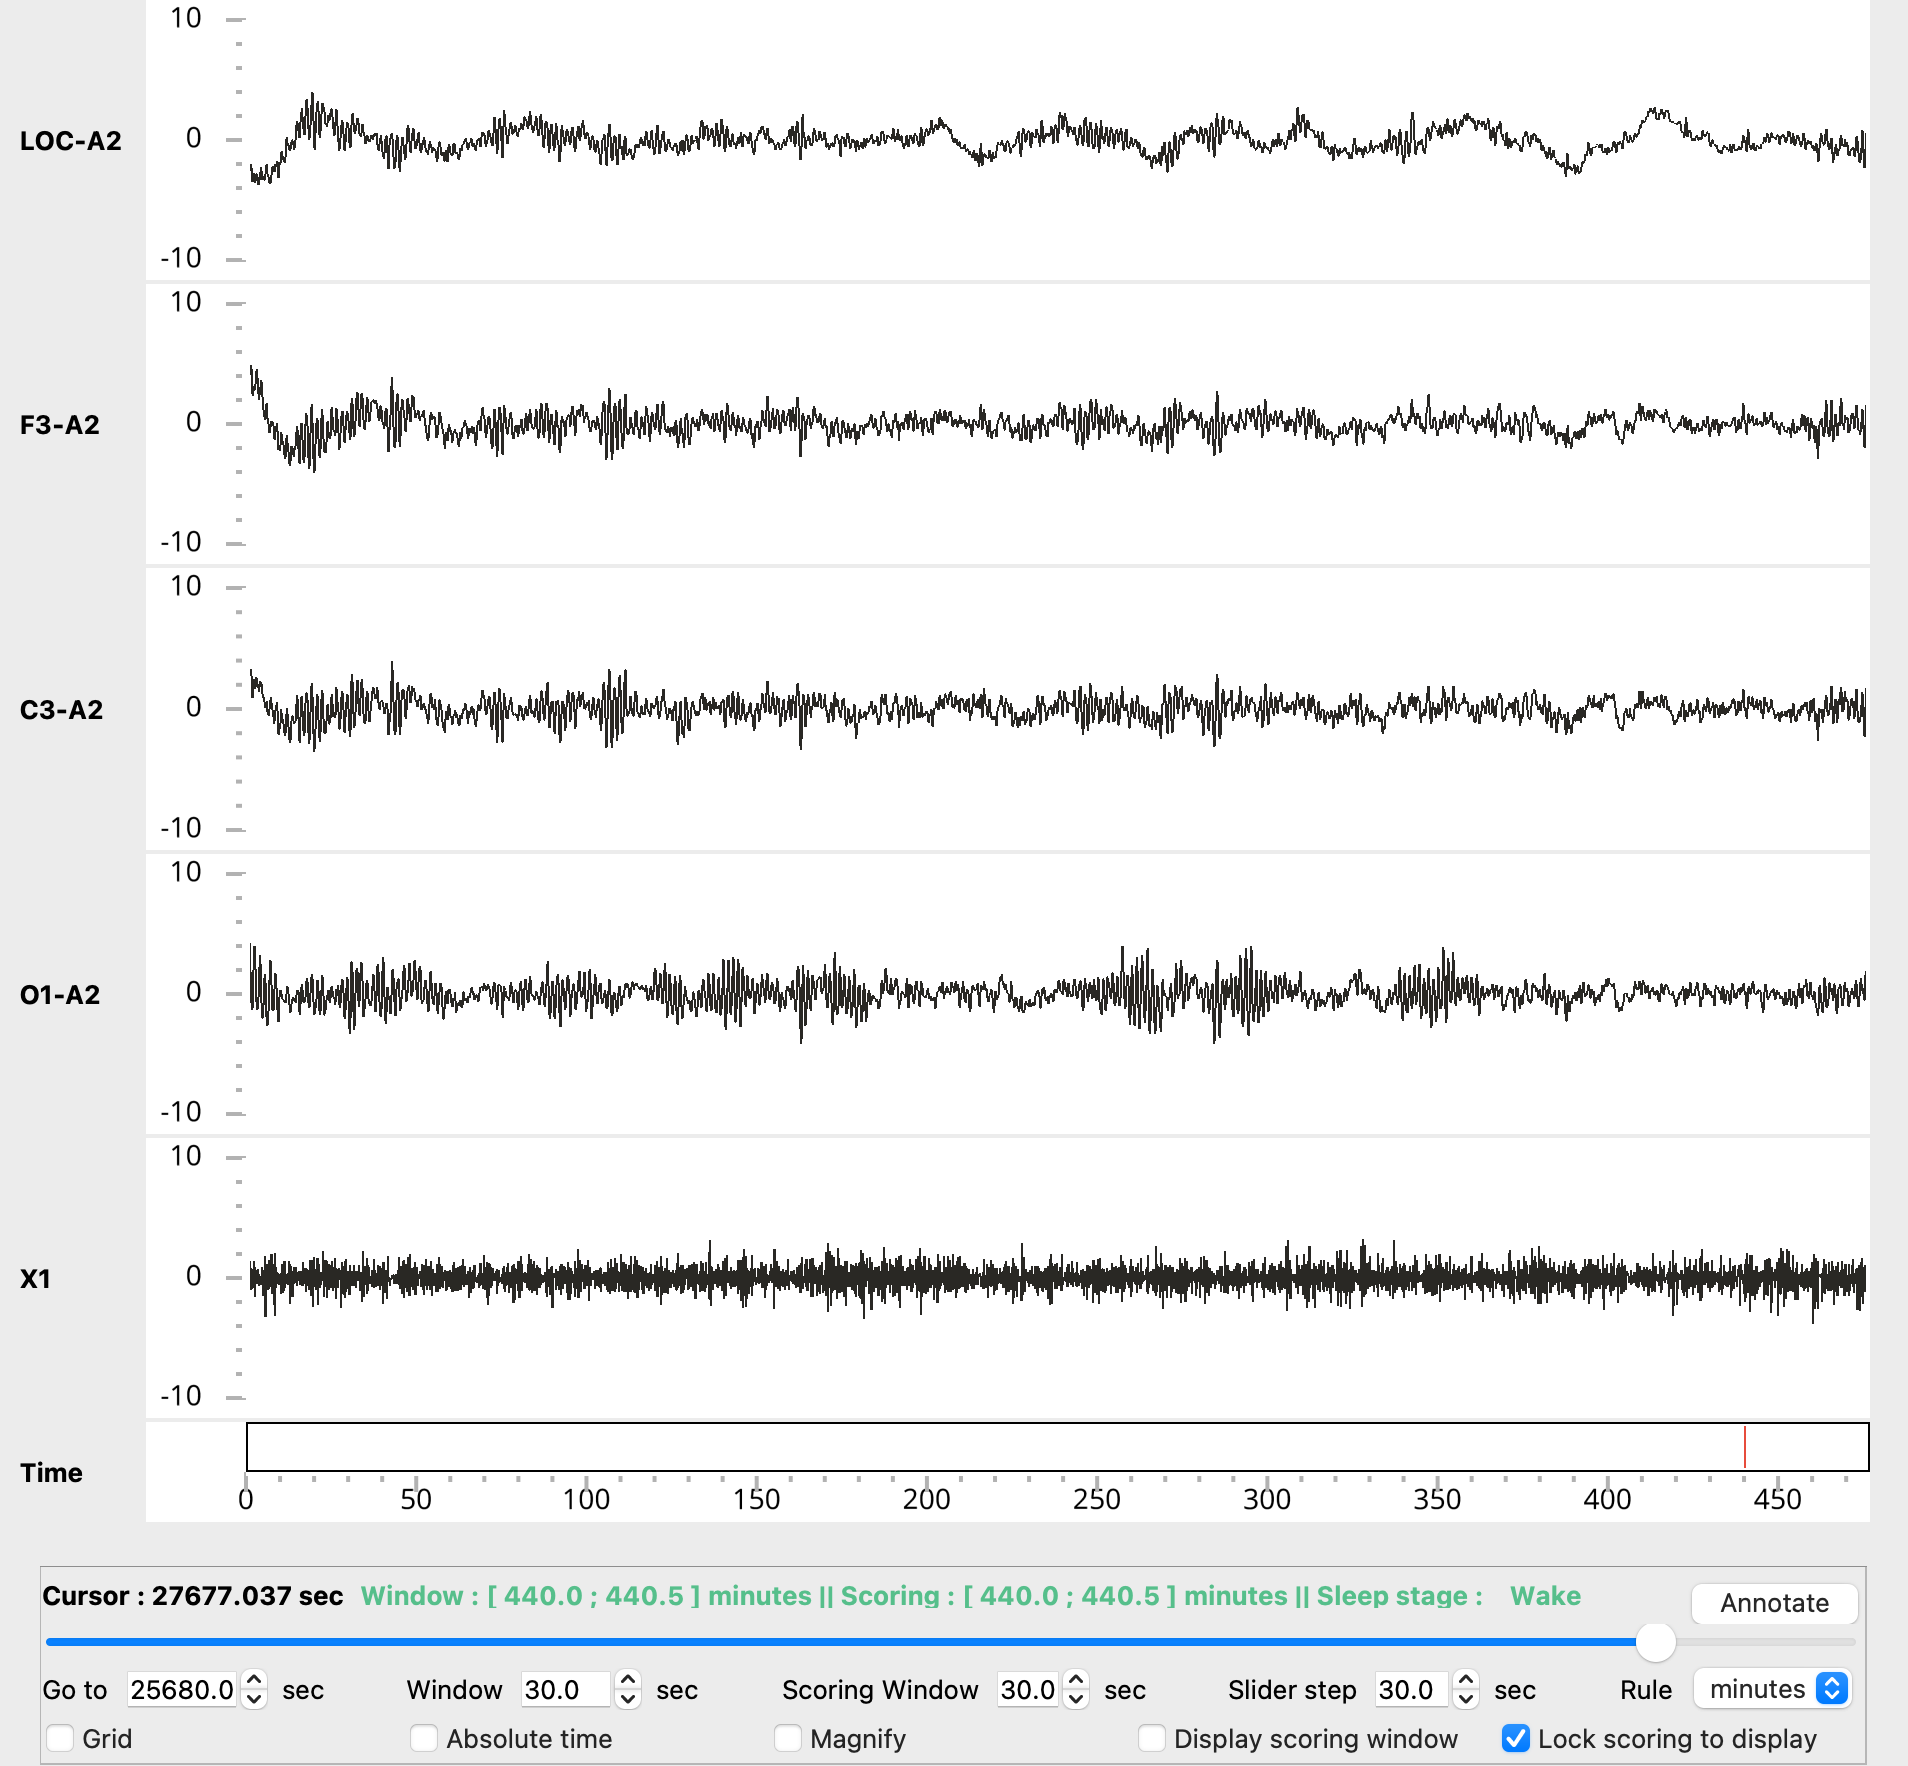 10
LOC-A2 0
-10
10
F3-A2 0
-10
10
C3-A2 0
-10
10
O1-A2 0
-10
10
X1 0
-10
Time
0 50 100 150 200 250 300 350 400 450
Cursor : 27677.037 sec Window : [ 440.0 ; 440.5 ] minutes || Scoring : [ 440.0 ; 440.5 ] minutes || Sleep stage : Wake Annotate
Go to 25680.0 sec Window 30.0 sec Scoring Window 30.0 sec Slider step 30.0 sec Rule minutes
Grid Absolute time Magnify Display scoring window Lock scoring to display